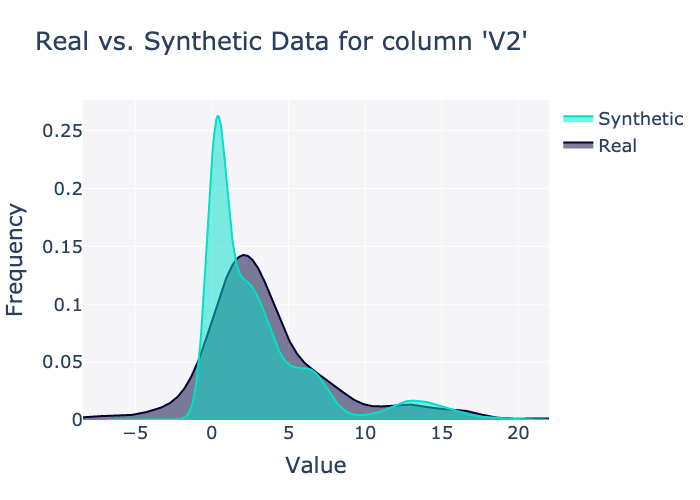 Real vs. Synthetic Data for column 'V2'
Synthetic
Real
Frequency
0.25
0.2
0.15
0.1
0.05
0
−5
0
5
10
15
20
Value